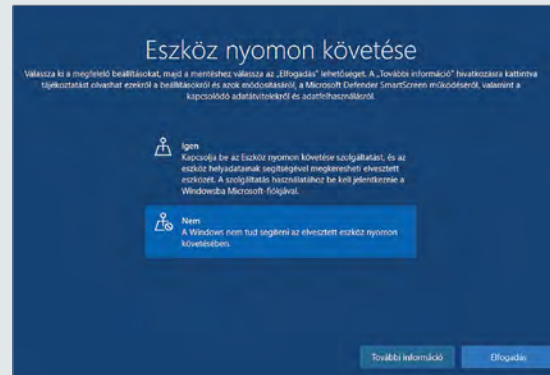 Eszköz nyomon követése
Válassza ki a megfelelő beállításokat, majd a mentéshez válassza az „Elfogadás” lehetőséget. A „További információ” hivatkozásra kattintva
tájékoztatást olvashat ezekről a beállításokról és azok módosításáról, a Microsoft Defender SmartScreen működéséről, valamint a
kapcsolódó adatátvitelekről és adatfelhasználásról.
Igen
Kapcsolja be az Eszköz nyomon követése szolgáltatást, és az
eszköz helyadatainak segítségével megkeresheti elvesztett
eszközét. A szolgáltatás használatához be kell jelentkeznie a
Windowsba Microsoft-fiókjával.
Nem
A Windows nem tud segíteni az elvesztett eszköz nyomon
követésében.
További információ
Elfogadás